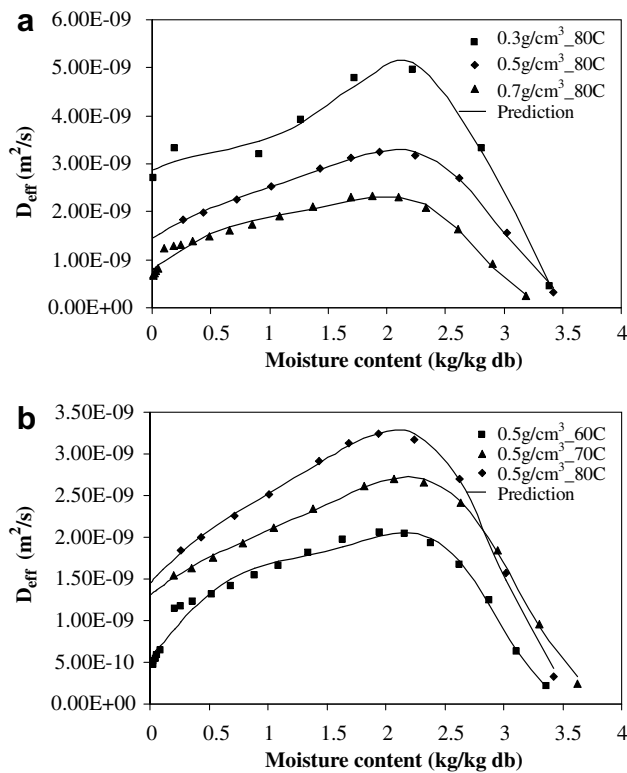 a
6.00E-09
5.00E-09
4.00E-09
3.00E-09
2.00E-09
1.00E-09
0.00E+00
D_eff (m²/s)
0.3g/cm³_80C
0.5g/cm³_80C
0.7g/cm³_80C
Prediction
0 0.5 1 1.5 2 2.5 3 3.5 4
Moisture content (kg/kg db)
b
3.50E-09
3.00E-09
2.50E-09
2.00E-09
1.50E-09
1.00E-09
5.00E-10
0.00E+00
D_eff (m²/s)
0.5g/cm³_60C
0.5g/cm³_70C
0.5g/cm³_80C
Prediction
0 0.5 1 1.5 2 2.5 3 3.5 4
Moisture content (kg/kg db)